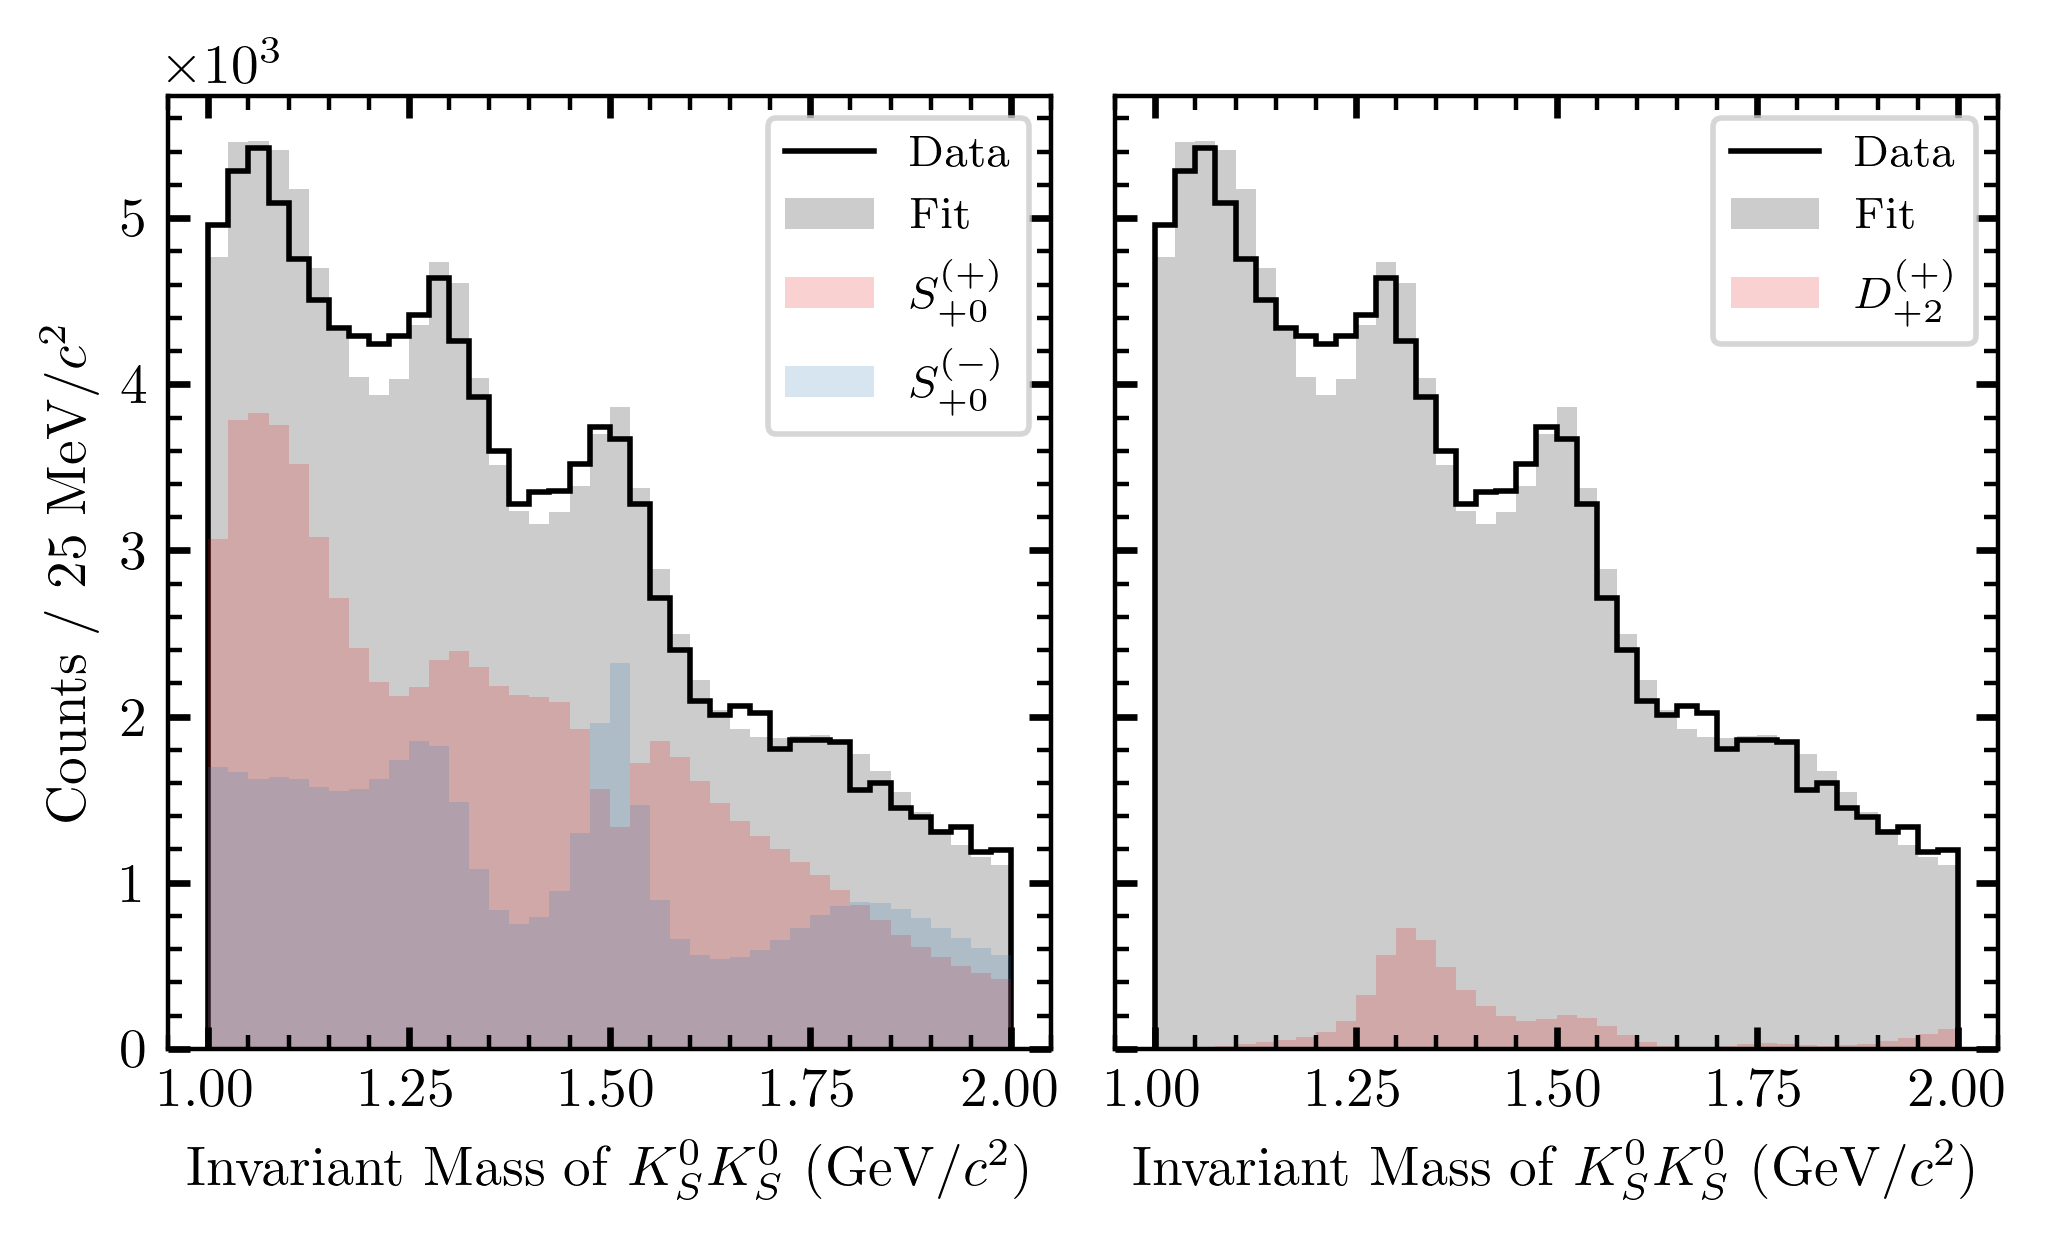 ×10³
Counts / 25 MeV/c²
5
4
3
2
1
0
1.00 1.25 1.50 1.75 2.00
Invariant Mass of K⁰_S K⁰_S (GeV/c²)
Data
Fit
S^{(+)}_{+0}
S^{(−)}_{+0}
1.00 1.25 1.50 1.75 2.00
Invariant Mass of K⁰_S K⁰_S (GeV/c²)
Data
Fit
D^{(+)}_{+2}